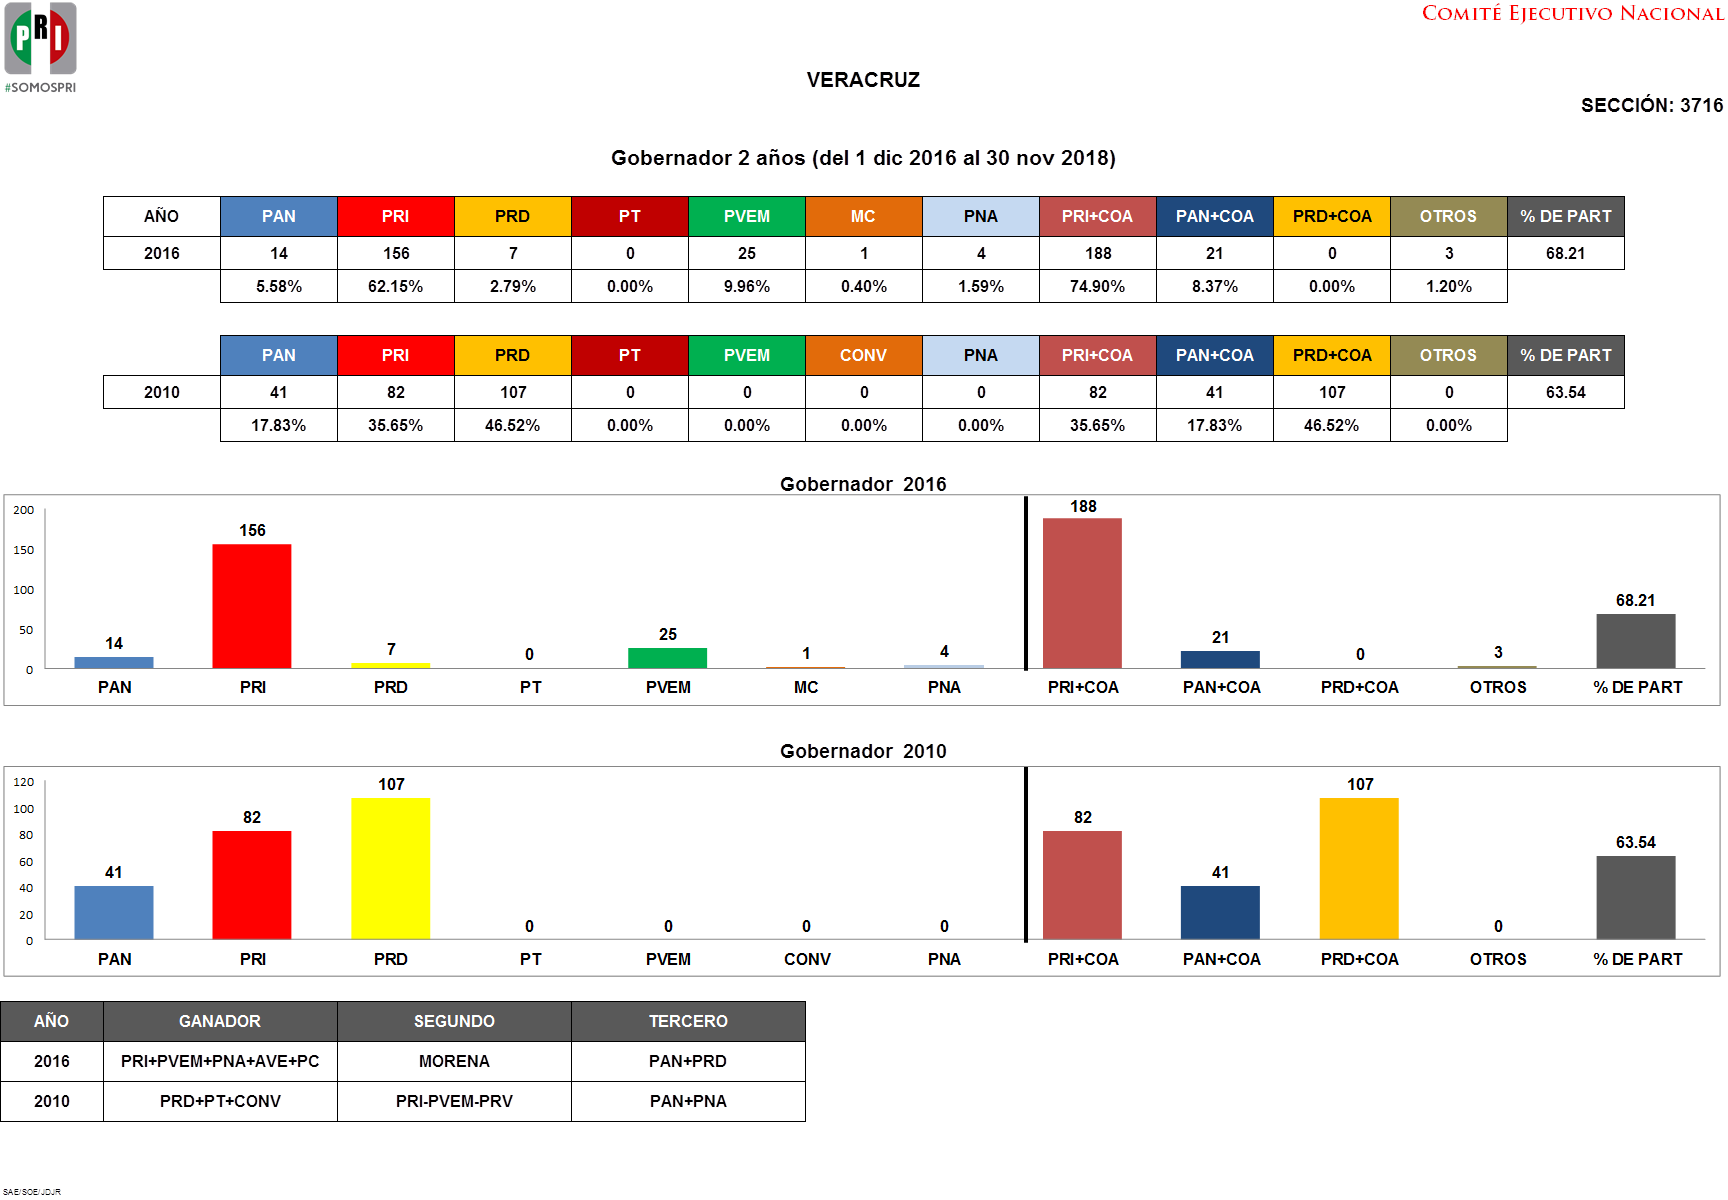 PRI
#SOMOSPRI
COMITÉ EJECUTIVO NACIONAL
VERACRUZ
SECCIÓN: 3716
Gobernador 2 años (del 1 dic 2016 al 30 nov 2018)
AÑO PAN PRI PRD PT PVEM MC PNA PRI+COA PAN+COA PRD+COA OTROS % DE PART
2016 14 156 7 0 25 1 4 188 21 0 3 68.21
5.58% 62.15% 2.79% 0.00% 9.96% 0.40% 1.59% 74.90% 8.37% 0.00% 1.20%
PAN PRI PRD PT PVEM CONV PNA PRI+COA PAN+COA PRD+COA OTROS % DE PART
2010 41 82 107 0 0 0 0 82 41 107 0 63.54
17.83% 35.65% 46.52% 0.00% 0.00% 0.00% 0.00% 35.65% 17.83% 46.52% 0.00%
Gobernador 2016
200
150
100
50
0
14 156 7 0 25 1 4 188 21 0 3 68.21
PAN PRI PRD PT PVEM MC PNA PRI+COA PAN+COA PRD+COA OTROS % DE PART
Gobernador 2010
120
100
80
60
40
20
0
41 82 107 0 0 0 0 82 41 107 0 63.54
PAN PRI PRD PT PVEM CONV PNA PRI+COA PAN+COA PRD+COA OTROS % DE PART
AÑO GANADOR SEGUNDO TERCERO
2016 PRI+PVEM+PNA+AVE+PC MORENA PAN+PRD
2010 PRD+PT+CONV PRI-PVEM-PRV PAN+PNA
SAE/SOE/JDJR